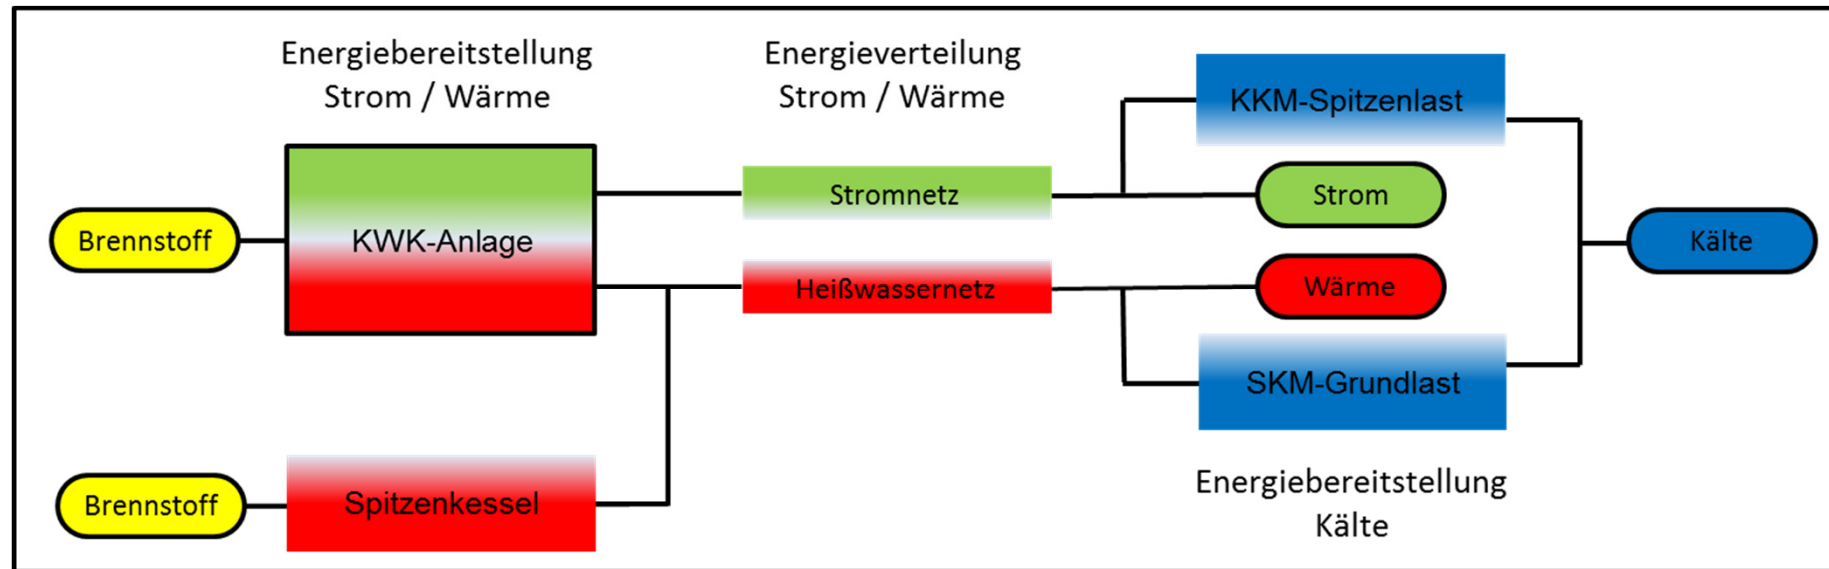 Energiebereitstellung
Strom / Wärme
Energieverteilung
Strom / Wärme
KKM-Spitzenlast
Stromnetz
Strom
Brennstoff
KWK-Anlage
Kälte
Heißwassernetz
Wärme
SKM-Grundlast
Brennstoff
Spitzenkessel
Energiebereitstellung
Kälte